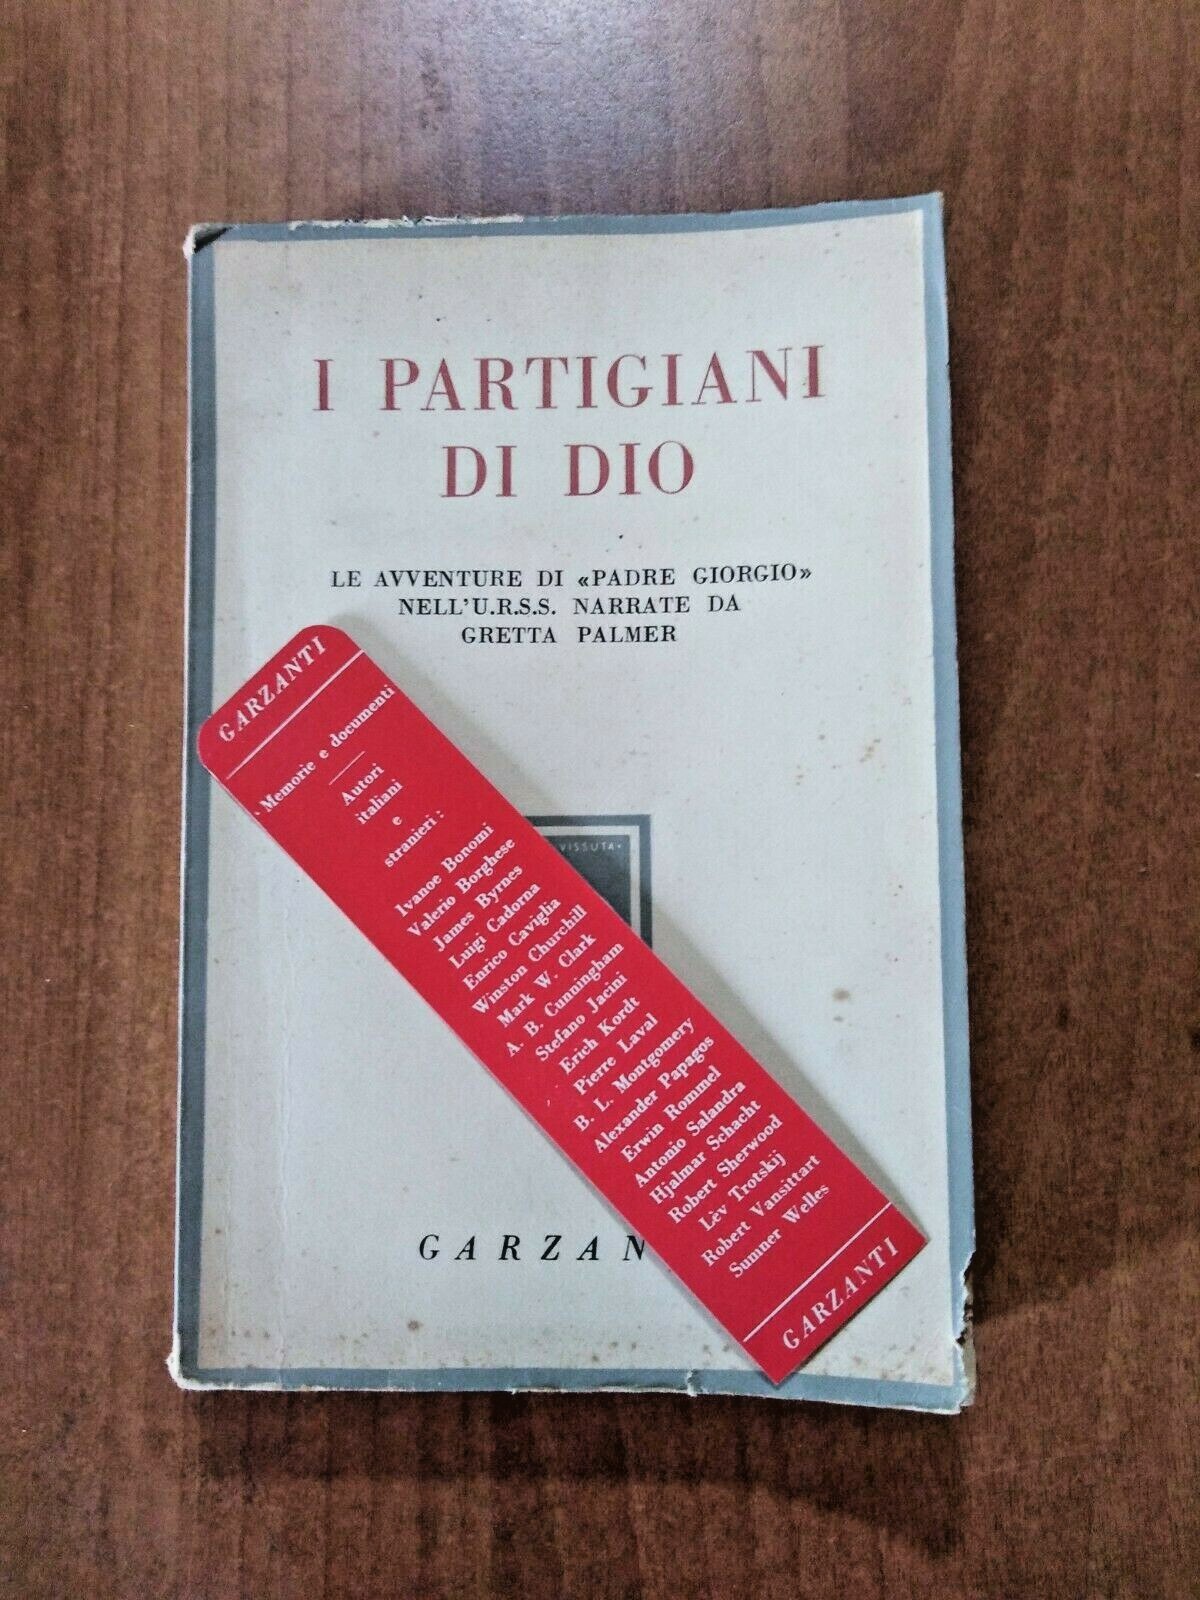 I PARTIGIANI
DI DIO
LE AVVENTURE DI «PADRE GIORGIO»
NELL'U.R.S.S. NARRATE DA
GRETTA PALMER
VISSUTA
GARZAN
GARZANTI
Memorie e documenti
Autori
italiani
e
stranieri:
Ivanoe Bonomi
Valerio Borghese
James Byrnes
Luigi Cadorna
Enrico Caviglia
Winston Churchill
Mark W. Clark
A. B. Cunningham
Stefano Jacini
Erich Kordt
Pierre Laval
B. L. Montgomery
Alexander Papagos
Erwin Rommel
Antonio Salandra
Hjalmar Schacht
Robert Sherwood
Lèv Trotskij
Robert Vansittart
Sumner Welles
GARZANTI